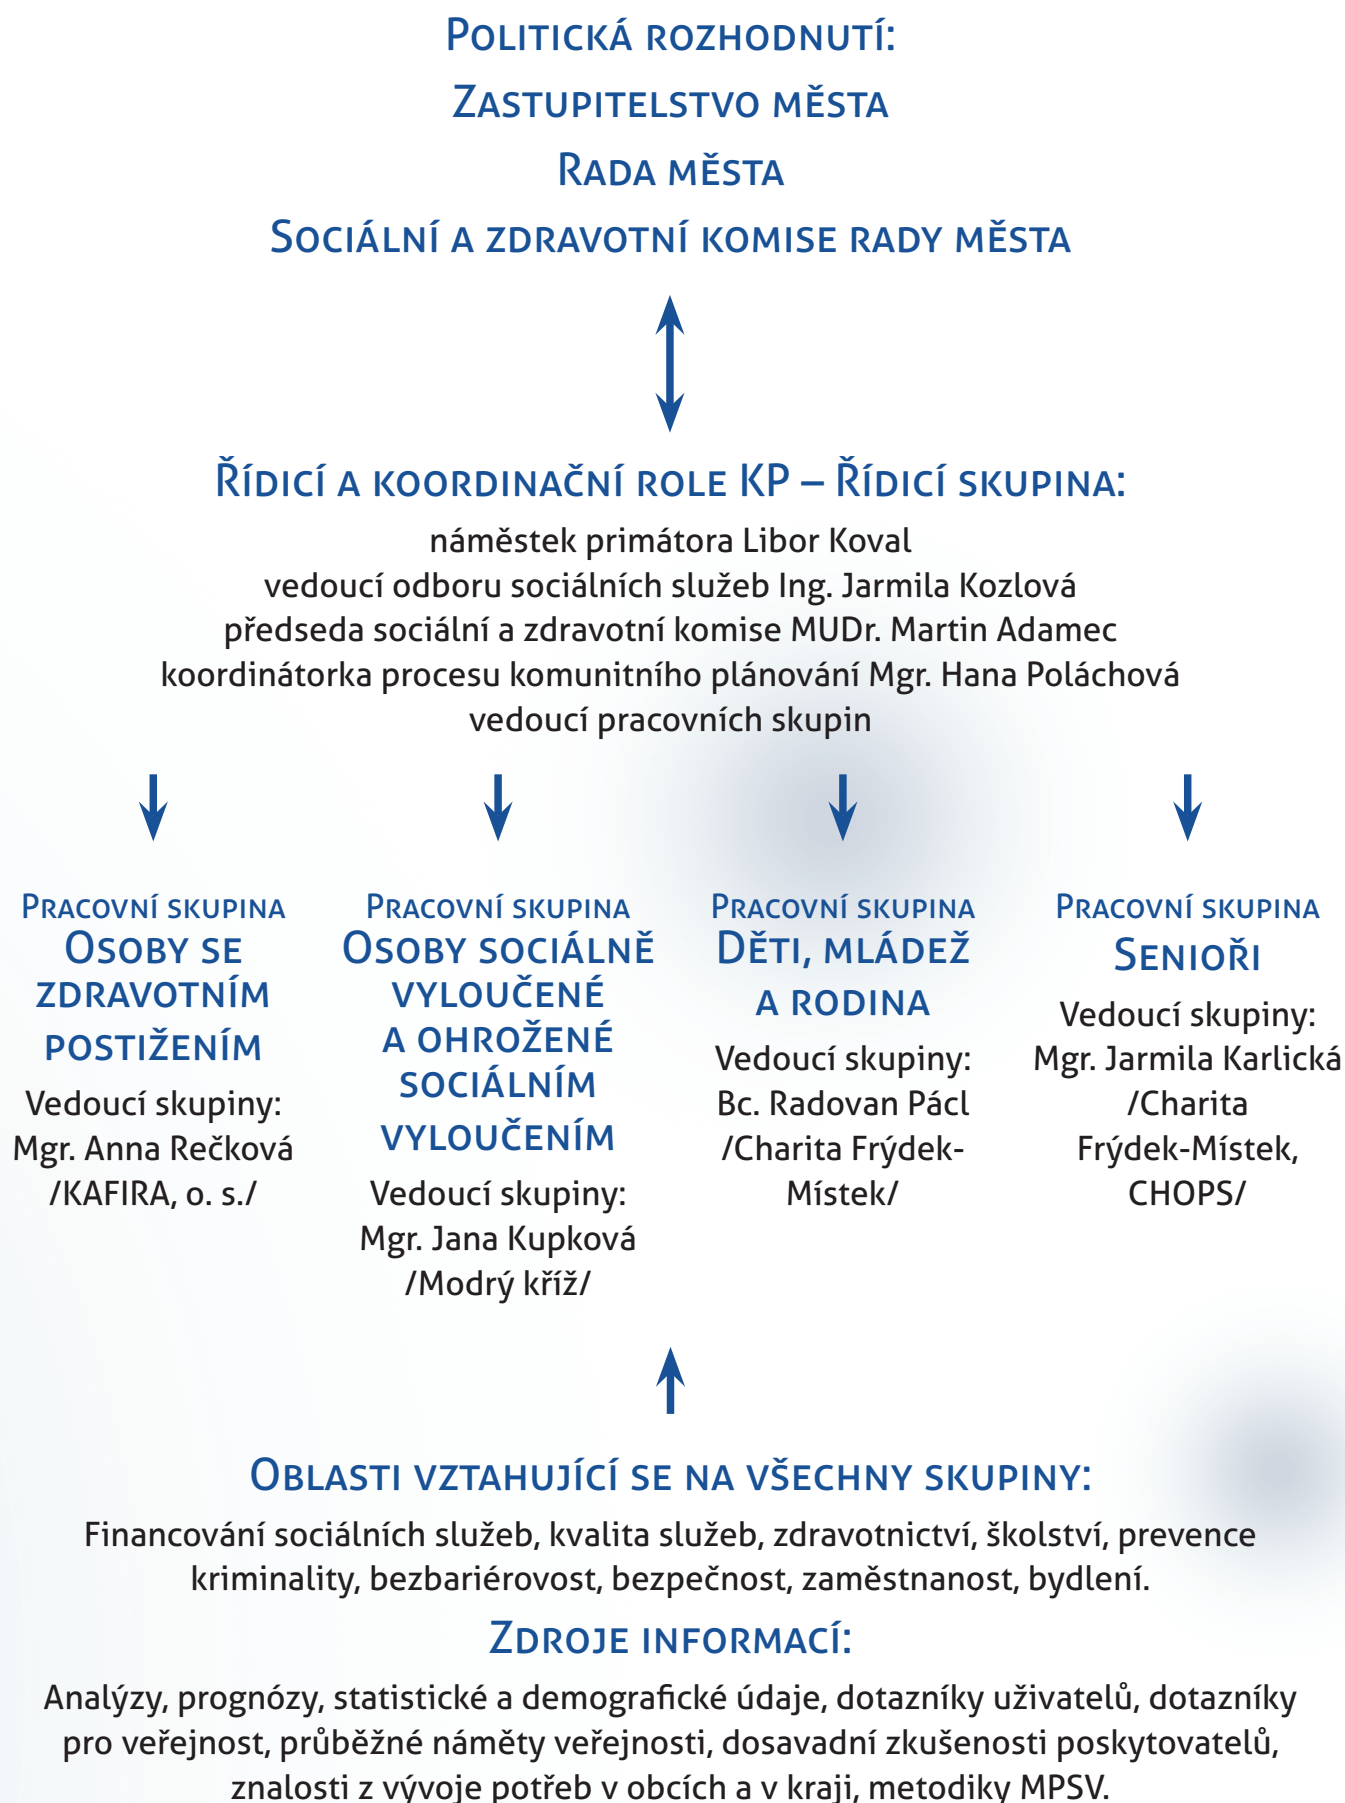 Politická rozhodnutí:
Zastupitelstvo města
Rada města
Sociální a zdravotní komise rady města
Řídicí a koordinační role KP – Řídicí skupina:
náměstek primátora Libor Koval
vedoucí odboru sociálních služeb Ing. Jarmila Kozlová
předseda sociální a zdravotní komise MUDr. Martin Adamec
koordinátorka procesu komunitního plánování Mgr. Hana Poláchová
vedoucí pracovních skupin
Pracovní skupina
Osoby se
zdravotním
postižením
Vedoucí skupiny:
Mgr. Anna Rečková
/KAFIRA, o. s./
Pracovní skupina
Osoby sociálně
vyloučené
a ohrožené
sociálním
vyloučením
Vedoucí skupiny:
Mgr. Jana Kupková
/Modrý kříž/
Pracovní skupina
Děti, mládež
a rodina
Vedoucí skupiny:
Bc. Radovan Pácl
/Charita Frýdek-
Místek/
Pracovní skupina
Senioři
Vedoucí skupiny:
Mgr. Jarmila Karlická
/Charita
Frýdek-Místek,
CHOPS/
Oblasti vztahující se na všechny skupiny:
Financování sociálních služeb, kvalita služeb, zdravotnictví, školství, prevence
kriminality, bezbariérovost, bezpečnost, zaměstnanost, bydlení.
Zdroje informací:
Analýzy, prognózy, statistické a demografické údaje, dotazníky uživatelů, dotazníky
pro veřejnost, průběžné náměty veřejnosti, dosavadní zkušenosti poskytovatelů,
znalosti z vývoje potřeb v obcích a v kraji, metodiky MPSV.